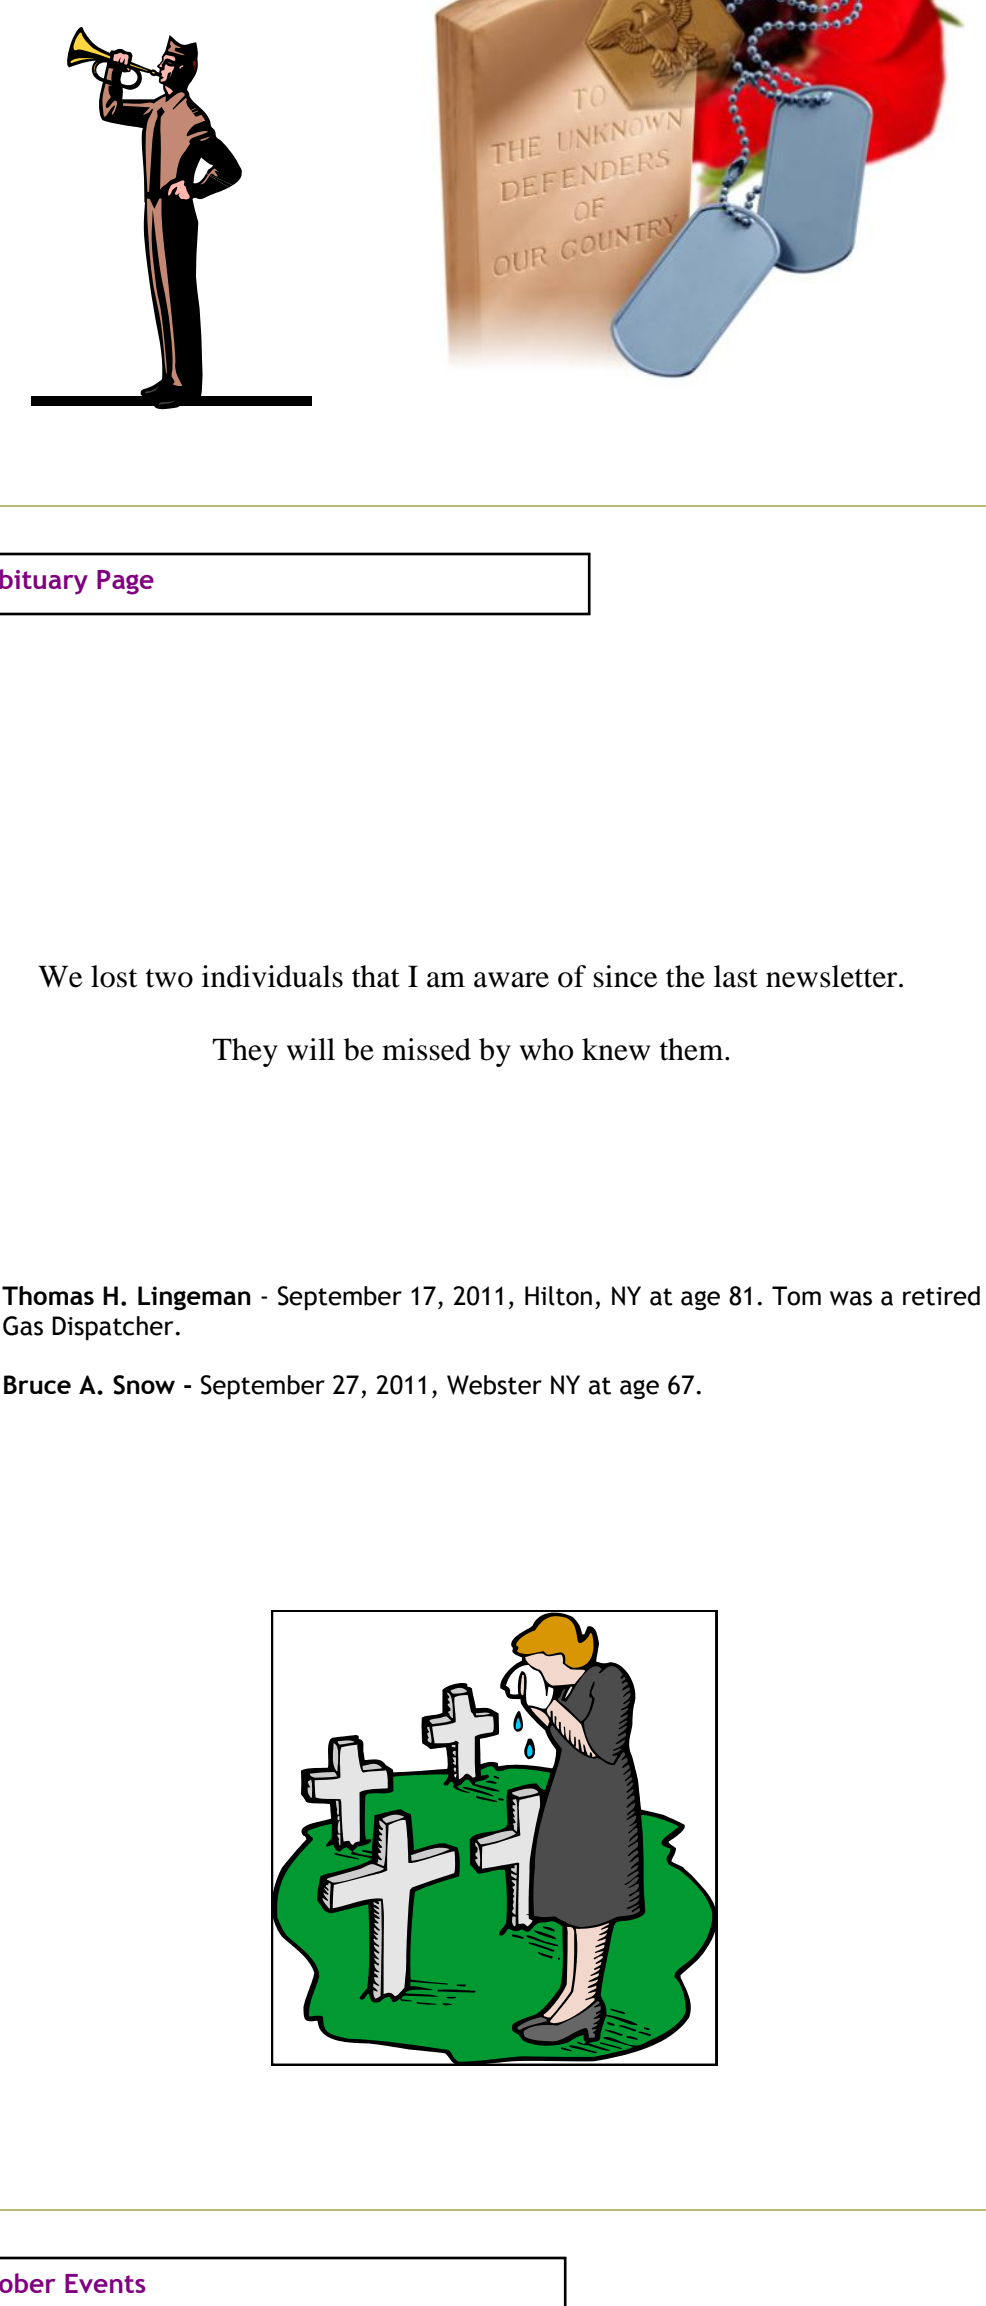 TO
THE UNKNOWN
DEFENDERS
OF
OUR COUNTRY
bituary Page
We lost two individuals that I am aware of since the last newsletter.
They will be missed by who knew them.
Thomas H. Lingeman - September 17, 2011, Hilton, NY at age 81. Tom was a retired
Gas Dispatcher.
Bruce A. Snow - September 27, 2011, Webster NY at age 67.
ober Events